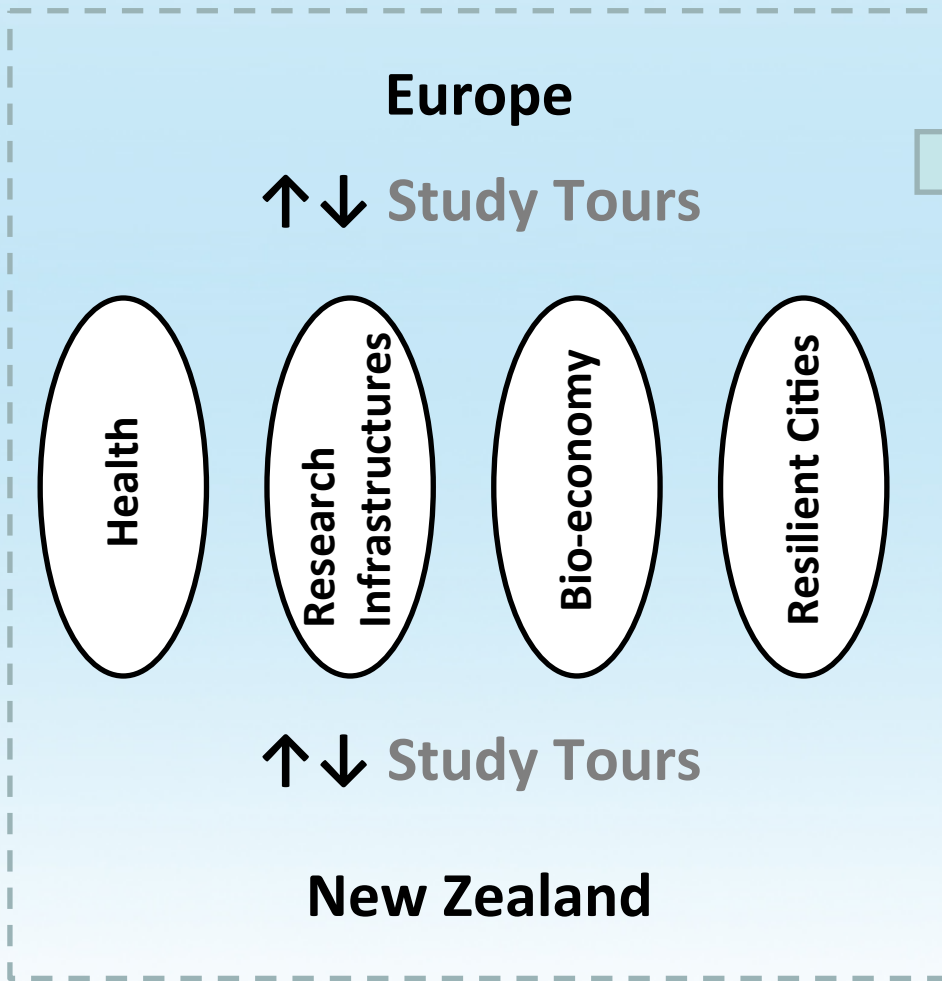 Europe
↑↓ Study Tours
Health
Research
Infrastructures
Bio-economy
Resilient Cities
↑↓ Study Tours
New Zealand